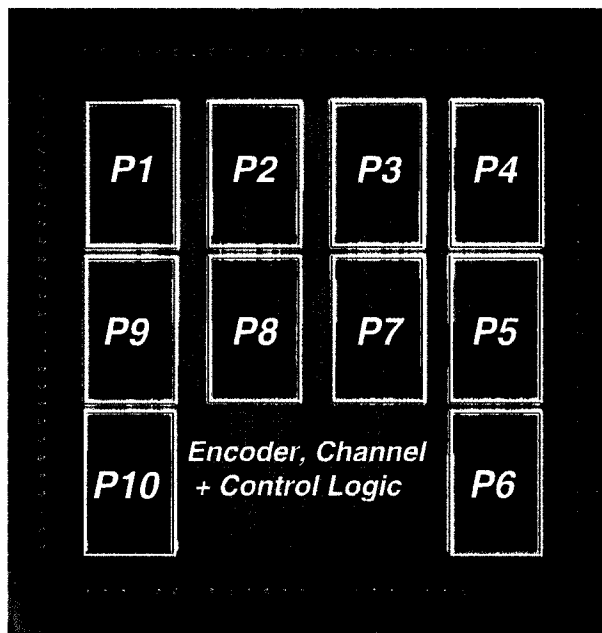 P1 P2 P3 P4
P9 P8 P7 P5
P10 Encoder, Channel
+ Control Logic P6